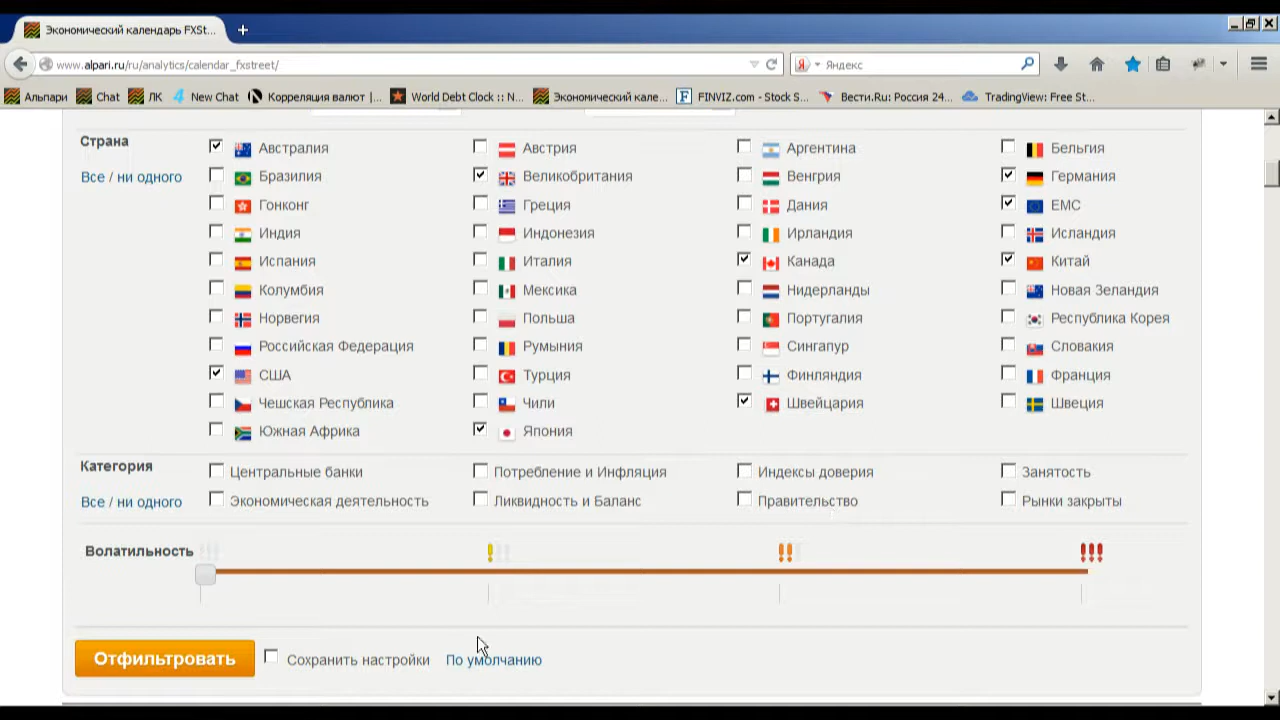 Экономический календарь FXSt...
www.alpari.ru/ru/analytics/calendar_fxstreet/
Яндекс
Альпари Chat ЛК New Chat Корреляция валют |... World Debt Clock :: N... Экономический кале... FINVIZ.com - Stock S... Вести.Ru: Россия 24... TradingView: Free St...
Страна Австралия Австрия Аргентина Бельгия
Все / ни одного Бразилия Великобритания Венгрия Германия
Гонконг Греция Дания ЕМС
Индия Индонезия Ирландия Исландия
Испания Италия Канада Китай
Колумбия Мексика Нидерланды Новая Зеландия
Норвегия Польша Португалия Республика Корея
Российская Федерация Румыния Сингапур Словакия
США Турция Финляндия Франция
Чешская Республика Чили Швейцария Швеция
Южная Африка Япония
Категория Центральные банки Потребление и Инфляция Индексы доверия Занятость
Все / ни одного Экономическая деятельность Ликвидность и Баланс Правительство Рынки закрыты
Волатильность
Отфильтровать Сохранить настройки По умолчанию